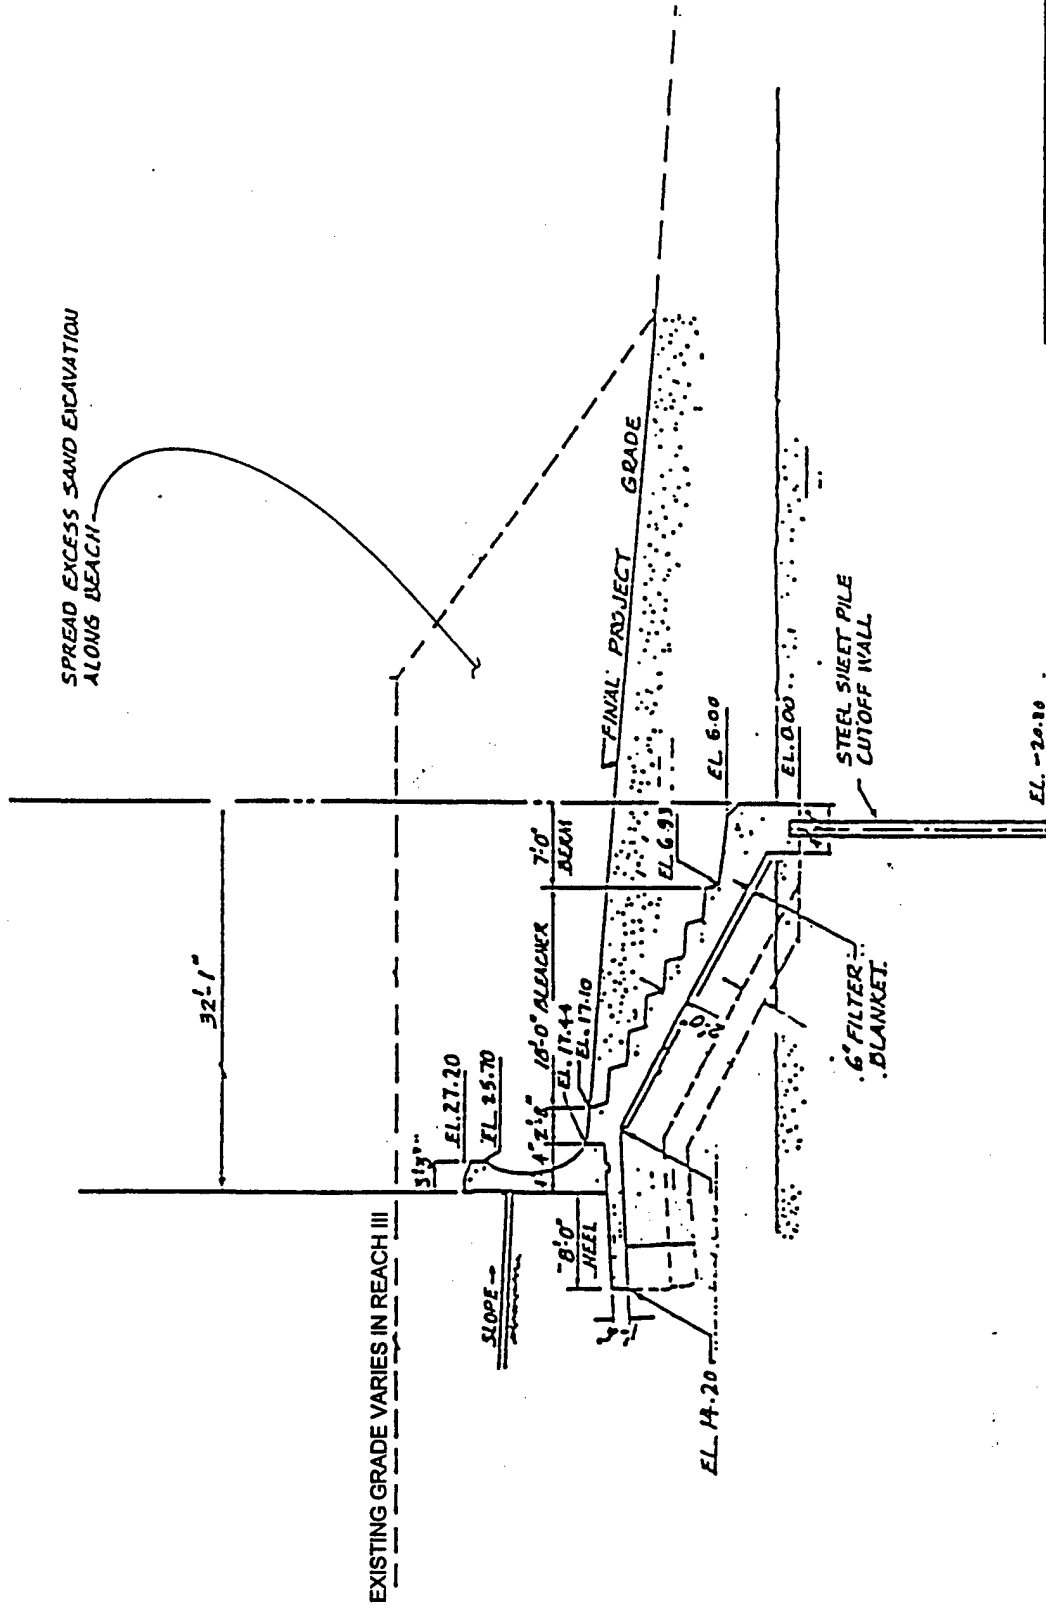 SPREAD EXCESS SAND EXCAVATION
ALONG BEACH
32'-1"
EXISTING GRADE VARIES IN REACH III
EL. 27.20
EL. 25.70
3'-3"
SLOPE
8'-0"
HEEL
18'-0" BLEACHER
7'-0"
BERM
EL. 17.44
EL. 17.10
FINAL PROJECT GRADE
EL. 6.93
EL. 6.00
EL. 0.00
STEEL SHEET PILE
CUTOFF WALL
EL. -20.20
6" FILTER
BLANKET
EL. 14.20